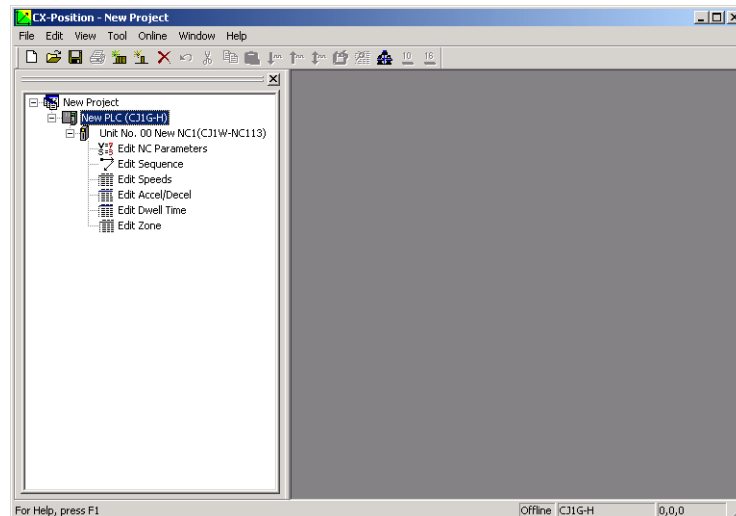 CX-Position - New Project
File Edit View Tool Online Window Help
10 16
New Project
New PLC (CJ1G-H)
Unit No. 00 New NC1(CJ1W-NC113)
Edit NC Parameters
Edit Sequence
Edit Speeds
Edit Accel/Decel
Edit Dwell Time
Edit Zone
For Help, press F1 Offline CJ1G-H 0,0,0